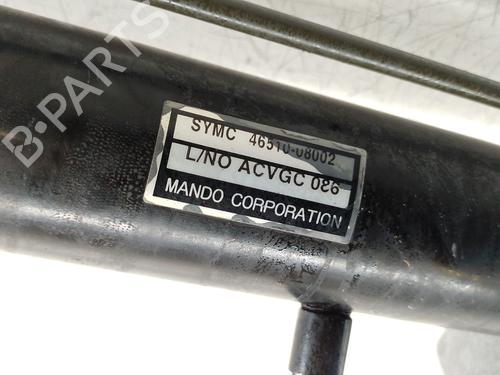 B-PARTS
SYMC 46510-08002
L/NO ACVGC 086
MANDO CORPORATION